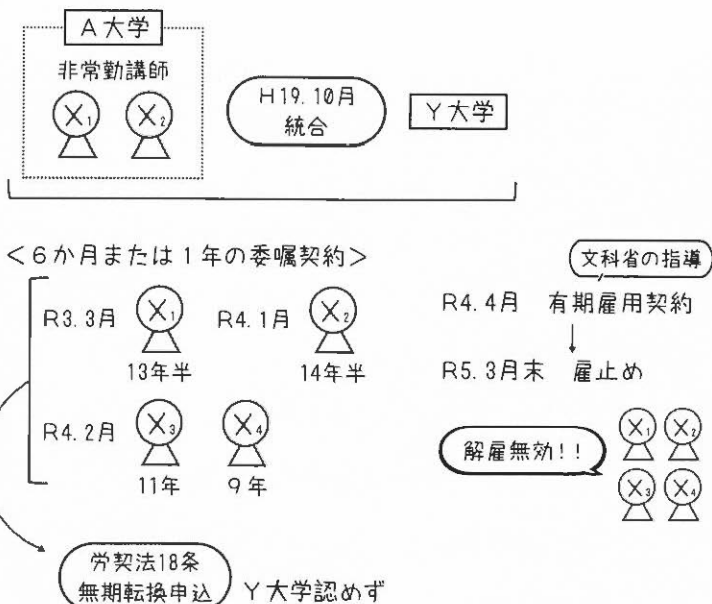 A大学
非常勤講師
X₁ X₂
H19.10月
統合
Y大学
<6か月または1年の委嘱契約>
R3.3月 X₁ R4.1月 X₂
13年半 14年半
R4.2月 X₃ X₄
11年 9年
労契法18条
無期転換申込
Y大学認めず
文科省の指導
R4.4月 有期雇用契約
R5.3月末 雇止め
解雇無効!!
X₁ X₂
X₃ X₄